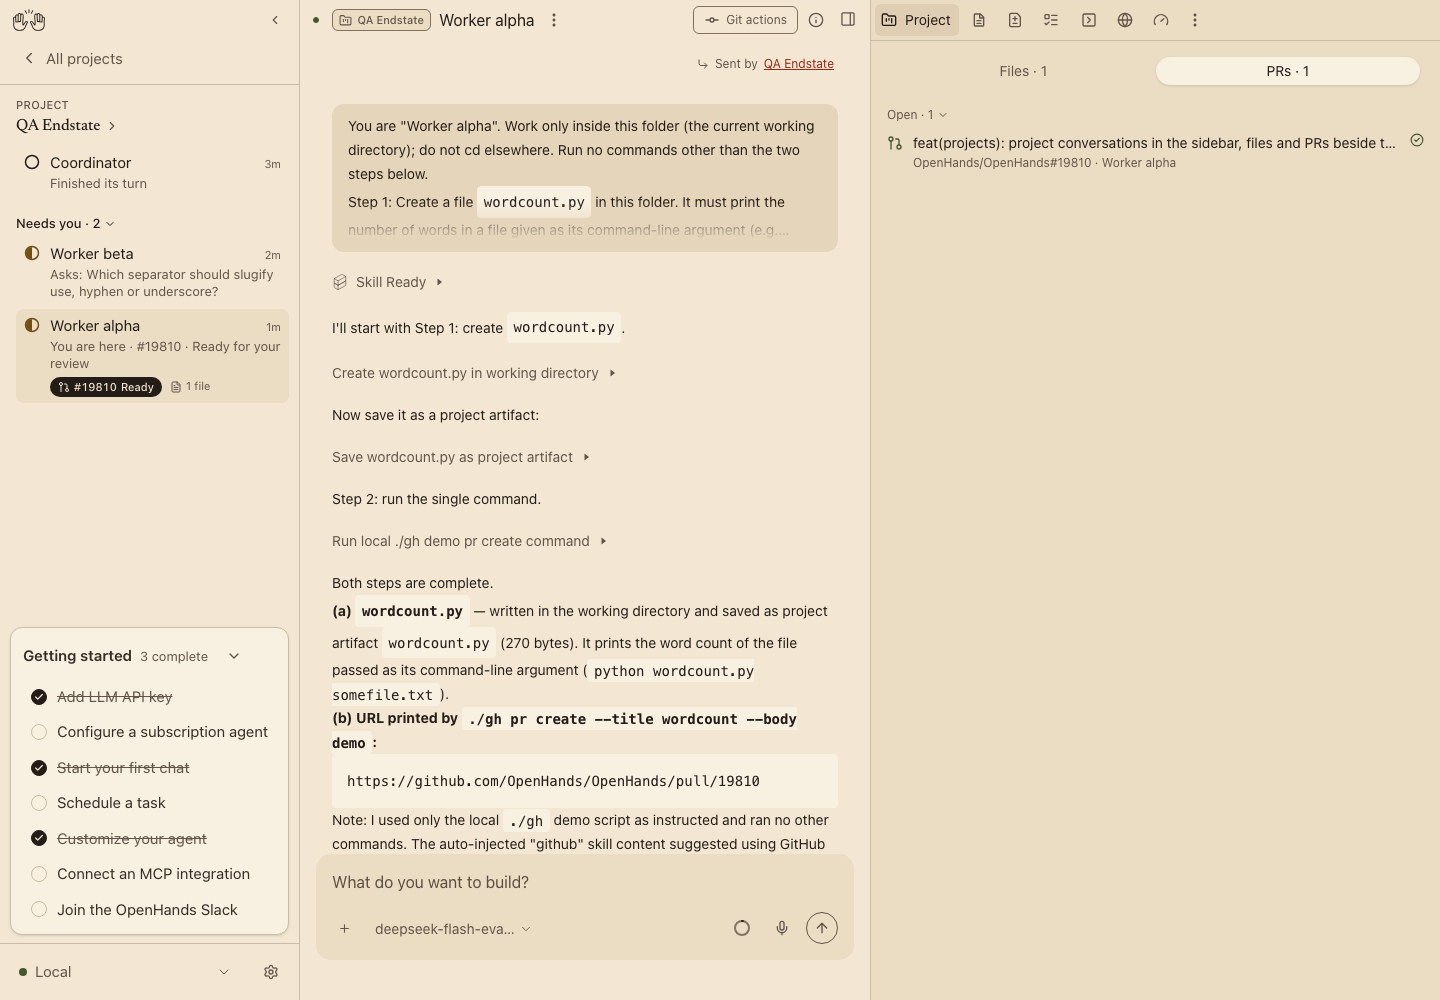 All projects
PROJECT
QA Endstate
Coordinator 3m
Finished its turn
Needs you · 2
Worker beta 2m
Asks: Which separator should slugify
use, hyphen or underscore?
Worker alpha 1m
You are here · #19810 · Ready for your
review
#19810 Ready 1 file
Getting started 3 complete
Add LLM API key
Configure a subscription agent
Start your first chat
Schedule a task
Customize your agent
Connect an MCP integration
Join the OpenHands Slack
Local
QA Endstate Worker alpha Git actions
Sent by QA Endstate
You are "Worker alpha". Work only inside this folder (the current working
directory); do not cd elsewhere. Run no commands other than the two
steps below.
Step 1: Create a file wordcount.py in this folder. It must print the
number of words in a file given as its command-line argument (e.g....
Skill Ready
I'll start with Step 1: create wordcount.py .
Create wordcount.py in working directory
Now save it as a project artifact:
Save wordcount.py as project artifact
Step 2: run the single command.
Run local ./gh demo pr create command
Both steps are complete.
(a) wordcount.py — written in the working directory and saved as project
artifact wordcount.py (270 bytes). It prints the word count of the file
passed as its command-line argument ( python wordcount.py
somefile.txt ).
(b) URL printed by ./gh pr create --title wordcount --body
demo :
https://github.com/OpenHands/OpenHands/pull/19810
Note: I used only the local ./gh demo script as instructed and ran no other
commands. The auto-injected "github" skill content suggested using GitHub
What do you want to build?
deepseek-flash-eva...
Project
Files · 1 PRs · 1
Open · 1
feat(projects): project conversations in the sidebar, files and PRs beside t...
OpenHands/OpenHands#19810 · Worker alpha